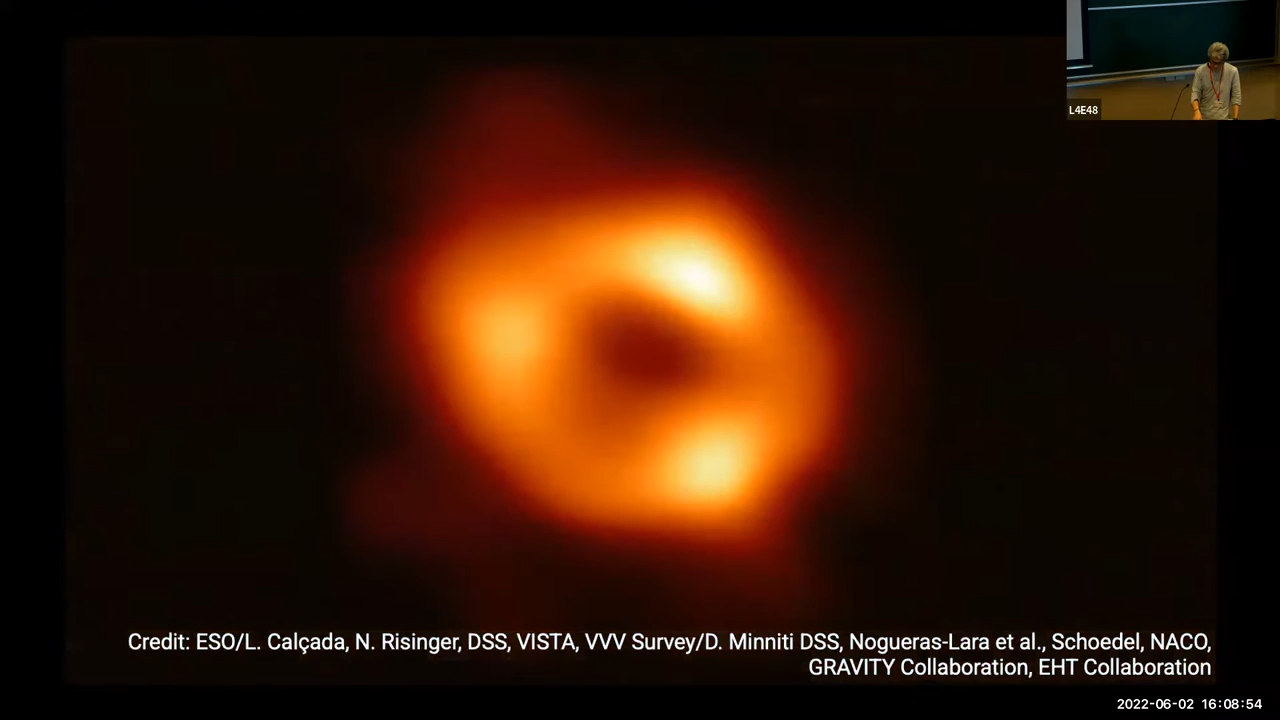 L4E48
Credit: ESO/L. Calçada, N. Risinger, DSS, VISTA, VVV Survey/D. Minniti DSS, Nogueras-Lara et al., Schoedel, NACO,
GRAVITY Collaboration, EHT Collaboration
2022-06-02 16:08:54